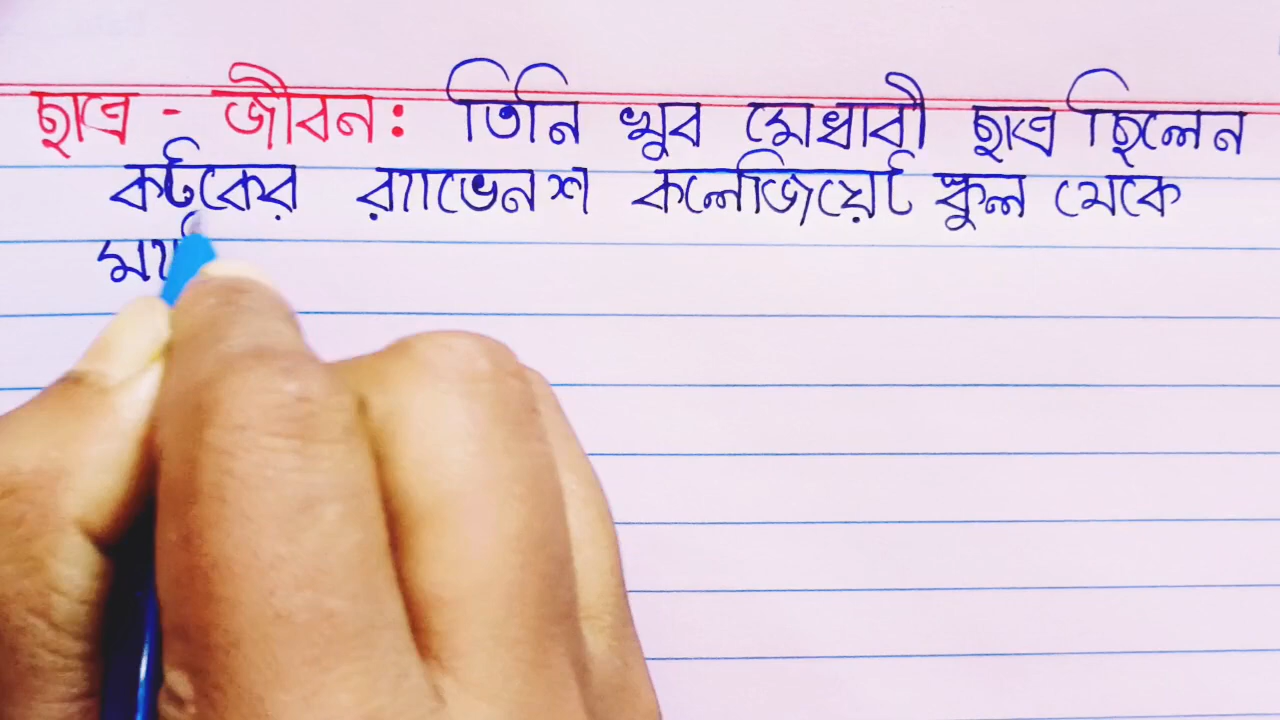 ছাত্র - জীবন: তিনি খুব মেধাবী ছাত্র ছিলেন
কটকের র‍্যাভেনশ কলেজিয়েট স্কুল থেকে